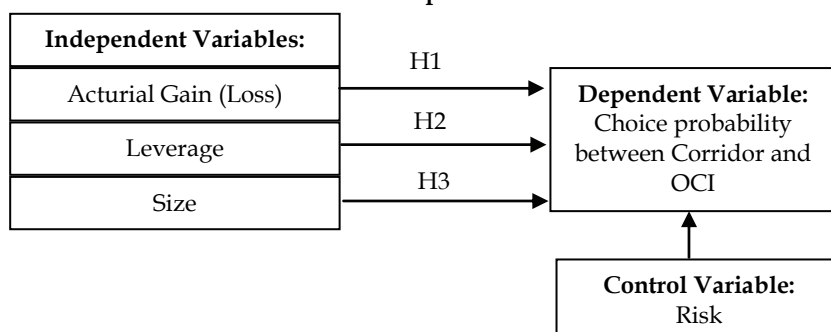 Independent Variables:
H1
Acturial Gain (Loss)
H2
Leverage
H3
Size
Dependent Variable:
Choice probability
between Corridor and
OCI
Control Variable:
Risk